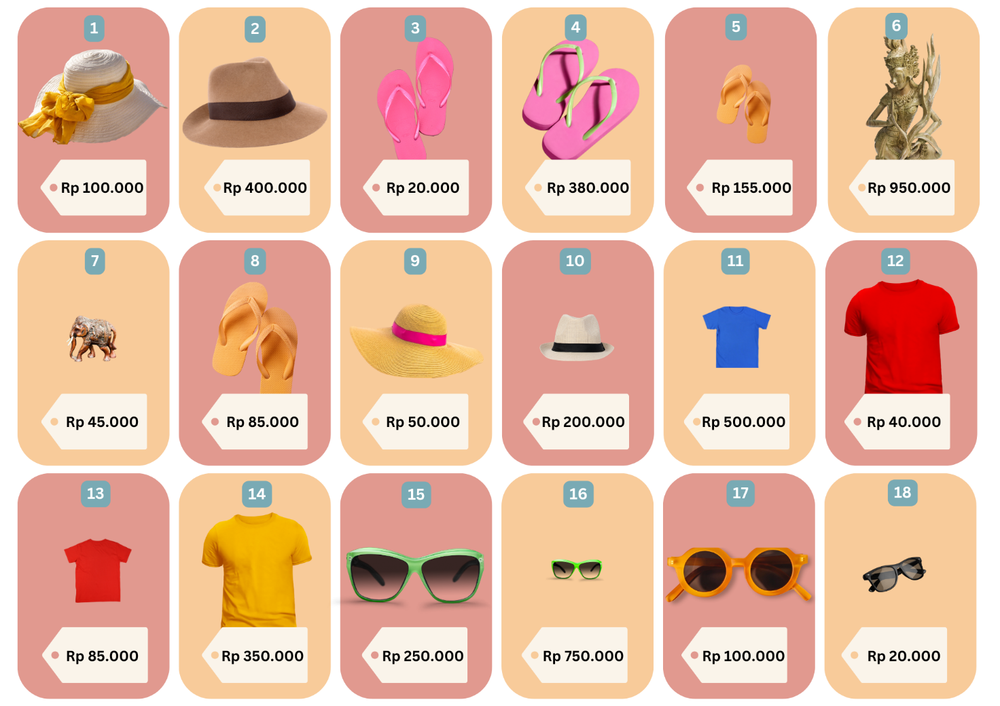 1
2
3
4
5
6
Rp 100.000
Rp 400.000
Rp 20.000
Rp 380.000
Rp 155.000
Rp 950.000
7
8
9
10
11
12
Rp 45.000
Rp 85.000
Rp 50.000
Rp 200.000
Rp 500.000
Rp 40.000
13
14
15
16
17
18
Rp 85.000
Rp 350.000
Rp 250.000
Rp 750.000
Rp 100.000
Rp 20.000